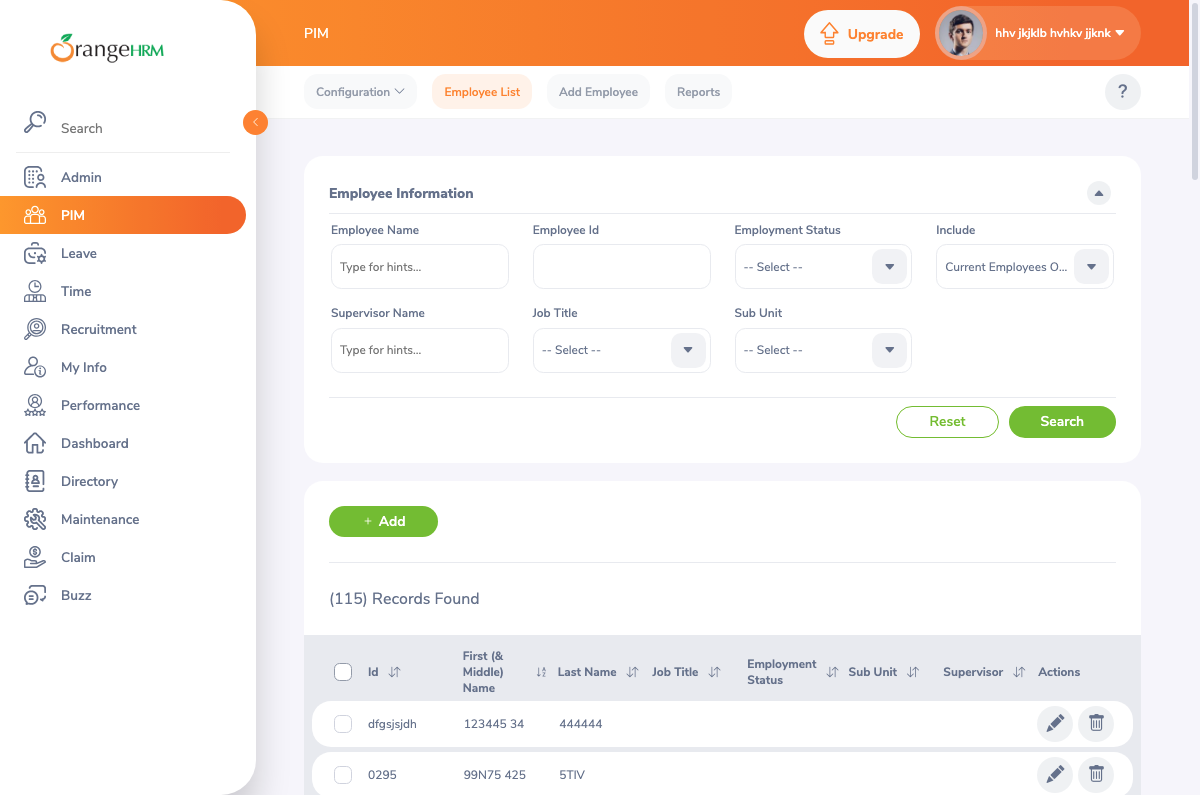 OrangeHRM
PIM
Upgrade
hhv jkjklb hvhkv jjknk
Configuration
Employee List
Add Employee
Reports
?
Search
Admin
PIM
Leave
Time
Recruitment
My Info
Performance
Dashboard
Directory
Maintenance
Claim
Buzz
Employee Information
Employee Name
Employee Id
Employment Status
Include
Type for hints...
-- Select --
Current Employees O...
Supervisor Name
Job Title
Sub Unit
Type for hints...
-- Select --
-- Select --
Reset
Search
+ Add
(115) Records Found
Id
First (& Middle) Name
Last Name
Job Title
Employment Status
Sub Unit
Supervisor
Actions
dfgsjsjdh 123445 34 444444
0295 99N75 425 5TIV